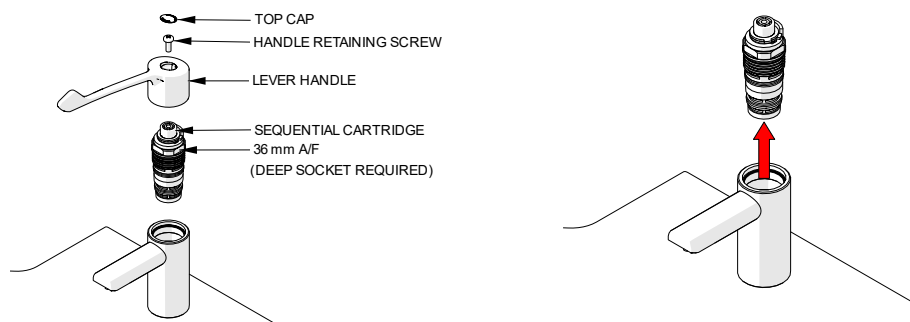 TOP CAP
HANDLE RETAINING SCREW
LEVER HANDLE
SEQUENTIAL CARTRIDGE
36 mm A/F
(DEEP SOCKET REQUIRED)